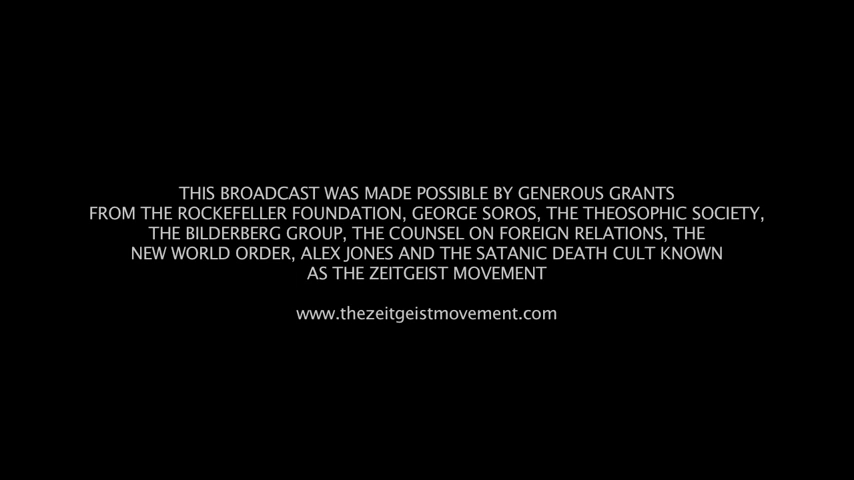 THIS BROADCAST WAS MADE POSSIBLE BY GENEROUS GRANTS
FROM THE ROCKEFELLER FOUNDATION, GEORGE SOROS, THE THEOSOPHIC SOCIETY,
THE BILDERBERG GROUP, THE COUNSEL ON FOREIGN RELATIONS, THE
NEW WORLD ORDER, ALEX JONES AND THE SATANIC DEATH CULT KNOWN
AS THE ZEITGEIST MOVEMENT
www.thezeitgeistmovement.com